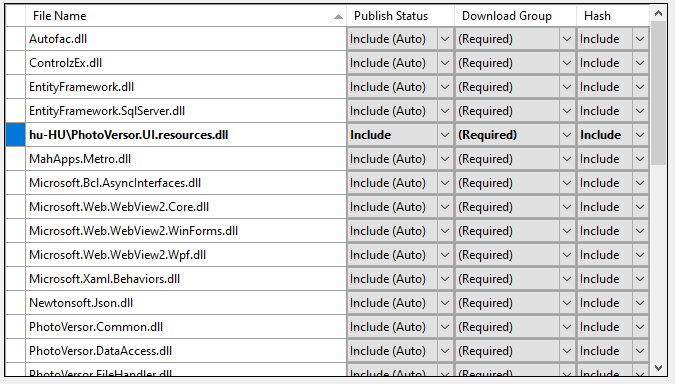 File Name Publish Status Download Group Hash
Autofac.dll Include (Auto) (Required) Include
ControlzEx.dll Include (Auto) (Required) Include
EntityFramework.dll Include (Auto) (Required) Include
EntityFramework.SqlServer.dll Include (Auto) (Required) Include
hu-HU\PhotoVersor.UI.resources.dll Include (Required) Include
MahApps.Metro.dll Include (Auto) (Required) Include
Microsoft.Bcl.AsyncInterfaces.dll Include (Auto) (Required) Include
Microsoft.Web.WebView2.Core.dll Include (Auto) (Required) Include
Microsoft.Web.WebView2.WinForms.dll Include (Auto) (Required) Include
Microsoft.Web.WebView2.Wpf.dll Include (Auto) (Required) Include
Microsoft.Xaml.Behaviors.dll Include (Auto) (Required) Include
Newtonsoft.Json.dll Include (Auto) (Required) Include
PhotoVersor.Common.dll Include (Auto) (Required) Include
PhotoVersor.DataAccess.dll Include (Auto) (Required) Include
PhotoVersor.FileHandler.dll Include (Auto) (Required) Include